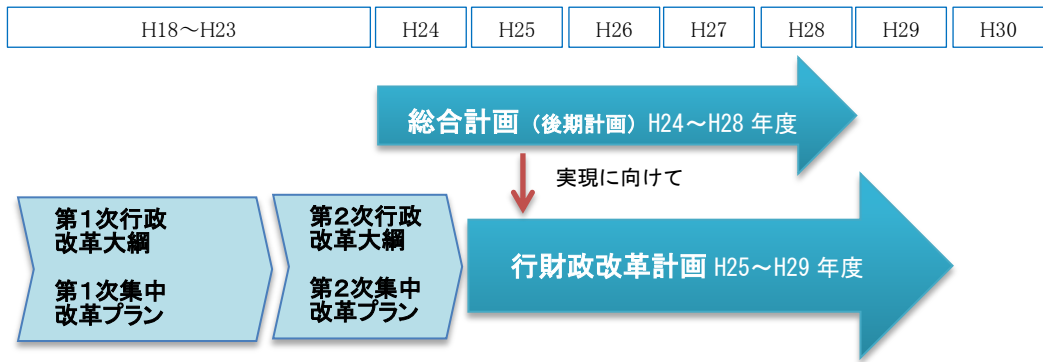 H18～H23 H24 H25 H26 H27 H28 H29 H30
総合計画（後期計画）H24～H28 年度
実現に向けて
第１次行政
改革大綱
第１次集中
改革プラン
第２次行政
改革大綱
第２次集中
改革プラン
行財政改革計画 H25～H29 年度